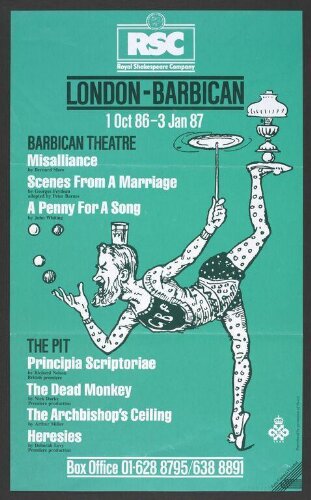 RSC
Royal Shakespeare Company
LONDON-BARBICAN
1 Oct 86-3 Jan 87
BARBICAN THEATRE
Misalliance
by Bernard Shaw
Scenes From A Marriage
by Georges Feydeau
adapted by Peter Barnes
A Penny For A Song
by John Whiting
GBS
THE PIT
Principia Scriptoriae
by Richard Nelson
British premiere
The Dead Monkey
by Nick Darke
Premiere production
The Archbishop's Ceiling
by Arthur Miller
Heresies
by Deborah Levy
Premiere production
Box Office 01-628 8795/638 8891